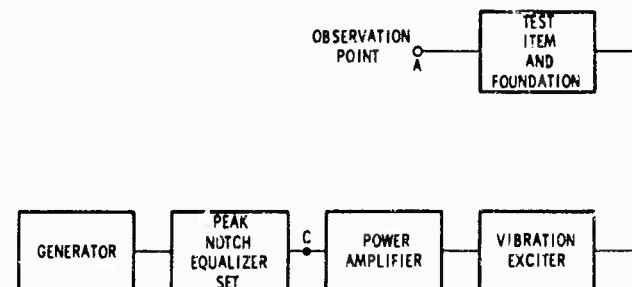 OBSERVATION
POINT
A
TEST
ITEM
AND
FOUNDATION
GENERATOR
PEAK
NOTCH
EQUALIZER
SET
C
POWER
AMPLIFIER
VIBRATION
EXCITER